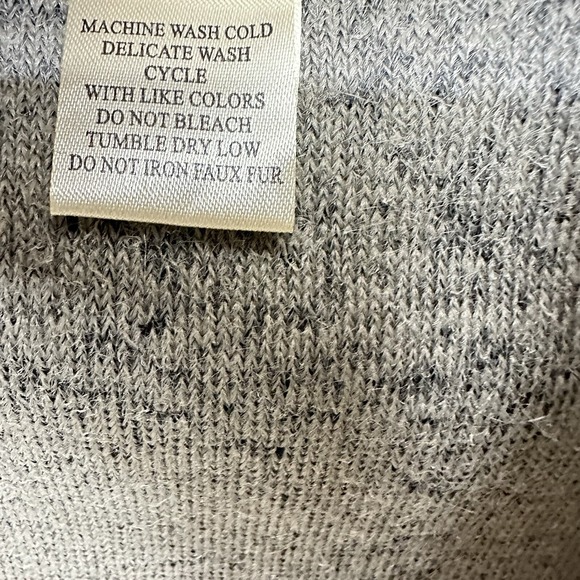 MACHINE WASH COLD
DELICATE WASH
CYCLE
WITH LIKE COLORS
DO NOT BLEACH
TUMBLE DRY LOW
DO NOT IRON FAUX FUR